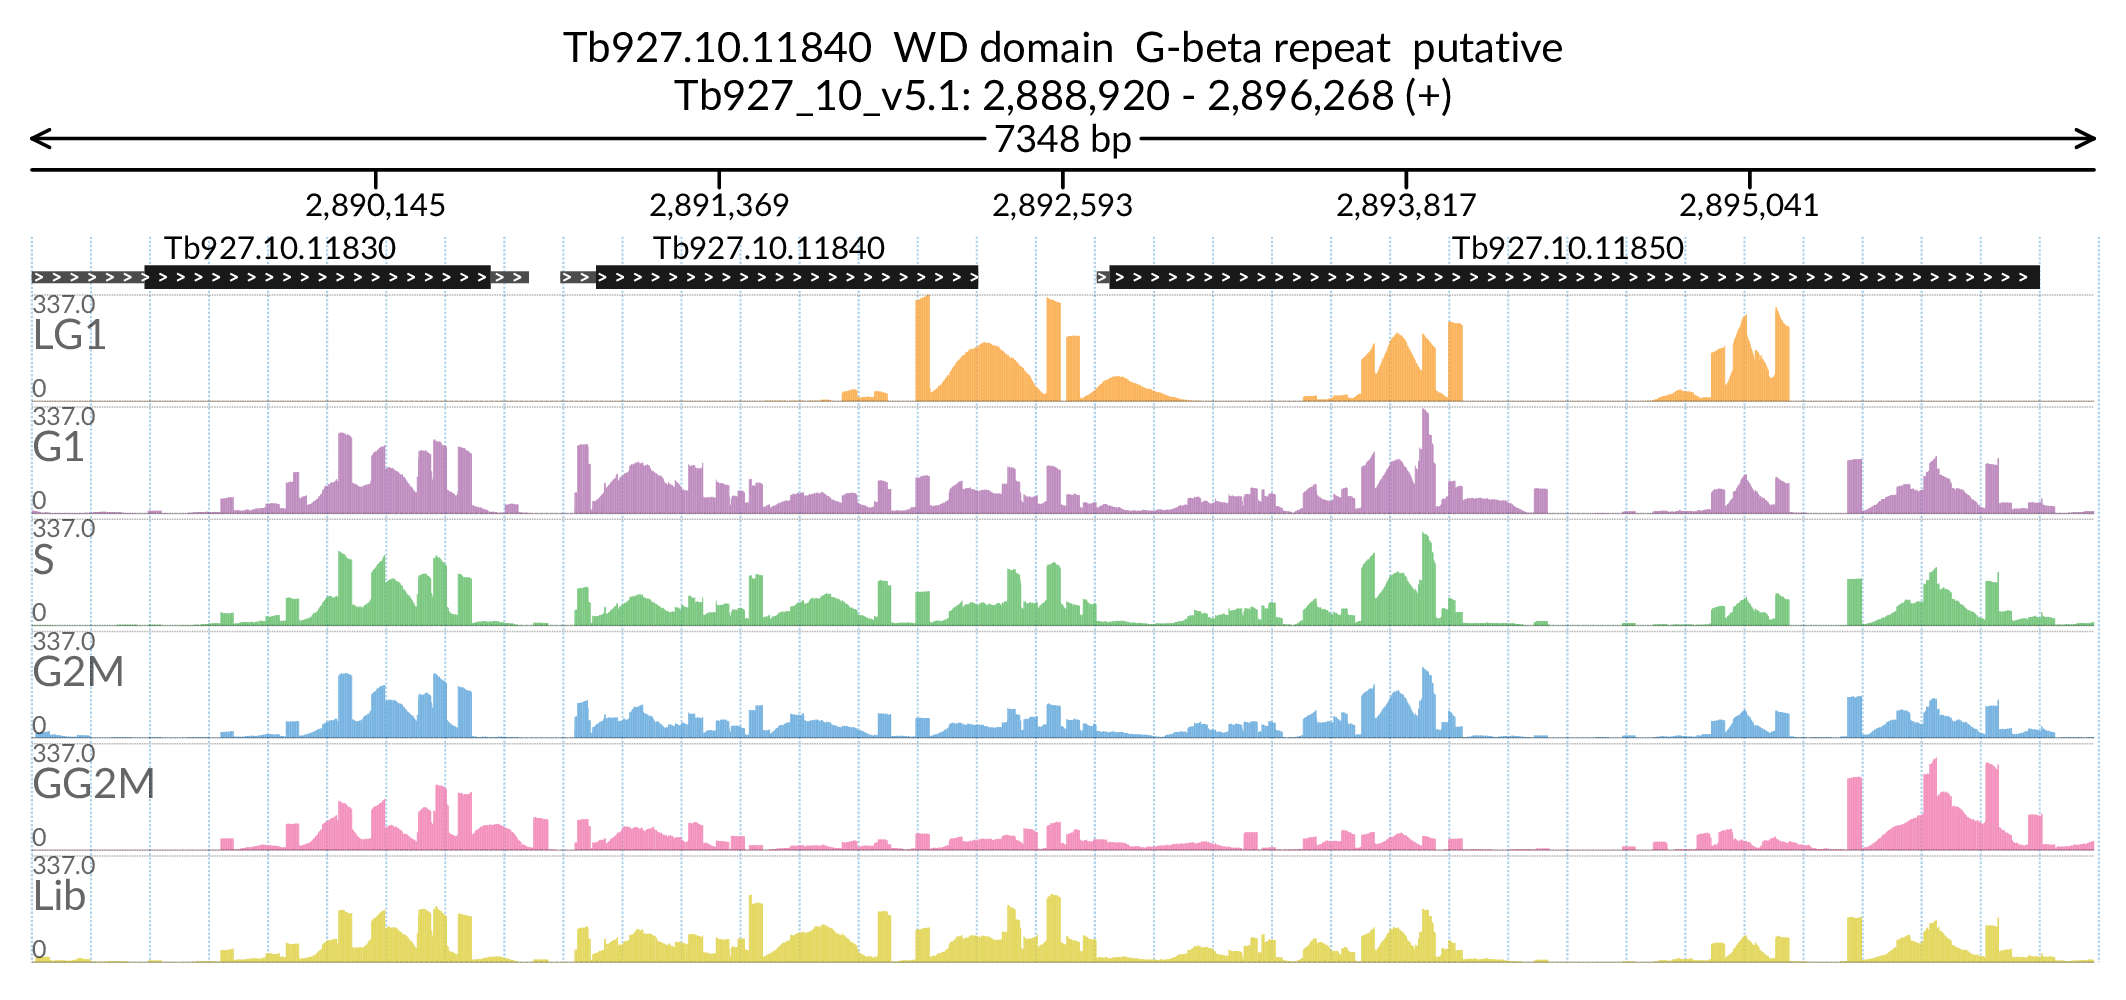 Tb927.10.11840 WD domain G-beta repeat putative
Tb927_10_v5.1: 2,888,920 - 2,896,268 (+)
7348 bp
2,890,145 2,891,369 2,892,593 2,893,817 2,895,041
Tb927.10.11830 Tb927.10.11840 Tb927.10.11850
337.0
LG1
0
337.0
G1
0
337.0
S
0
337.0
G2M
0
337.0
GG2M
0
337.0
Lib
0